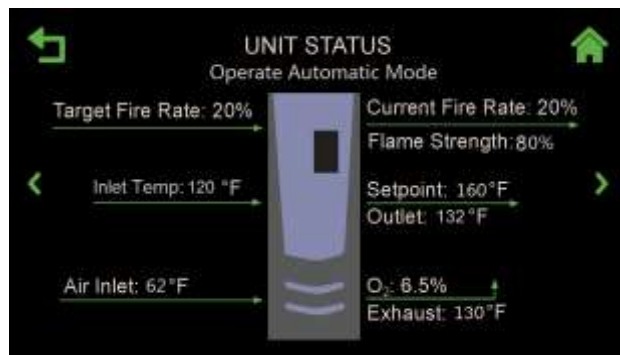 UNIT STATUS
Operate Automatic Mode
Target Fire Rate: 20%
Current Fire Rate: 20%
Flame Strength:80%
Inlet Temp: 120 °F
Setpoint: 160°F
Outlet: 132°F
Air Inlet: 62°F
O₂: 6.5%
Exhaust: 130°F